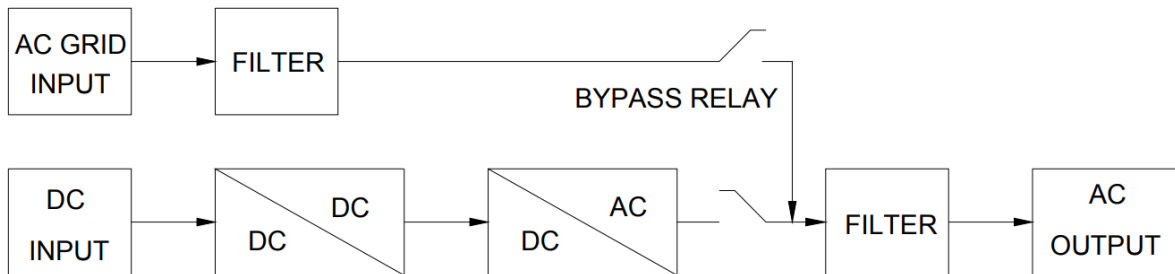 AC GRID
INPUT
FILTER
BYPASS RELAY
DC
INPUT
DC
DC
AC
DC
FILTER
AC
OUTPUT